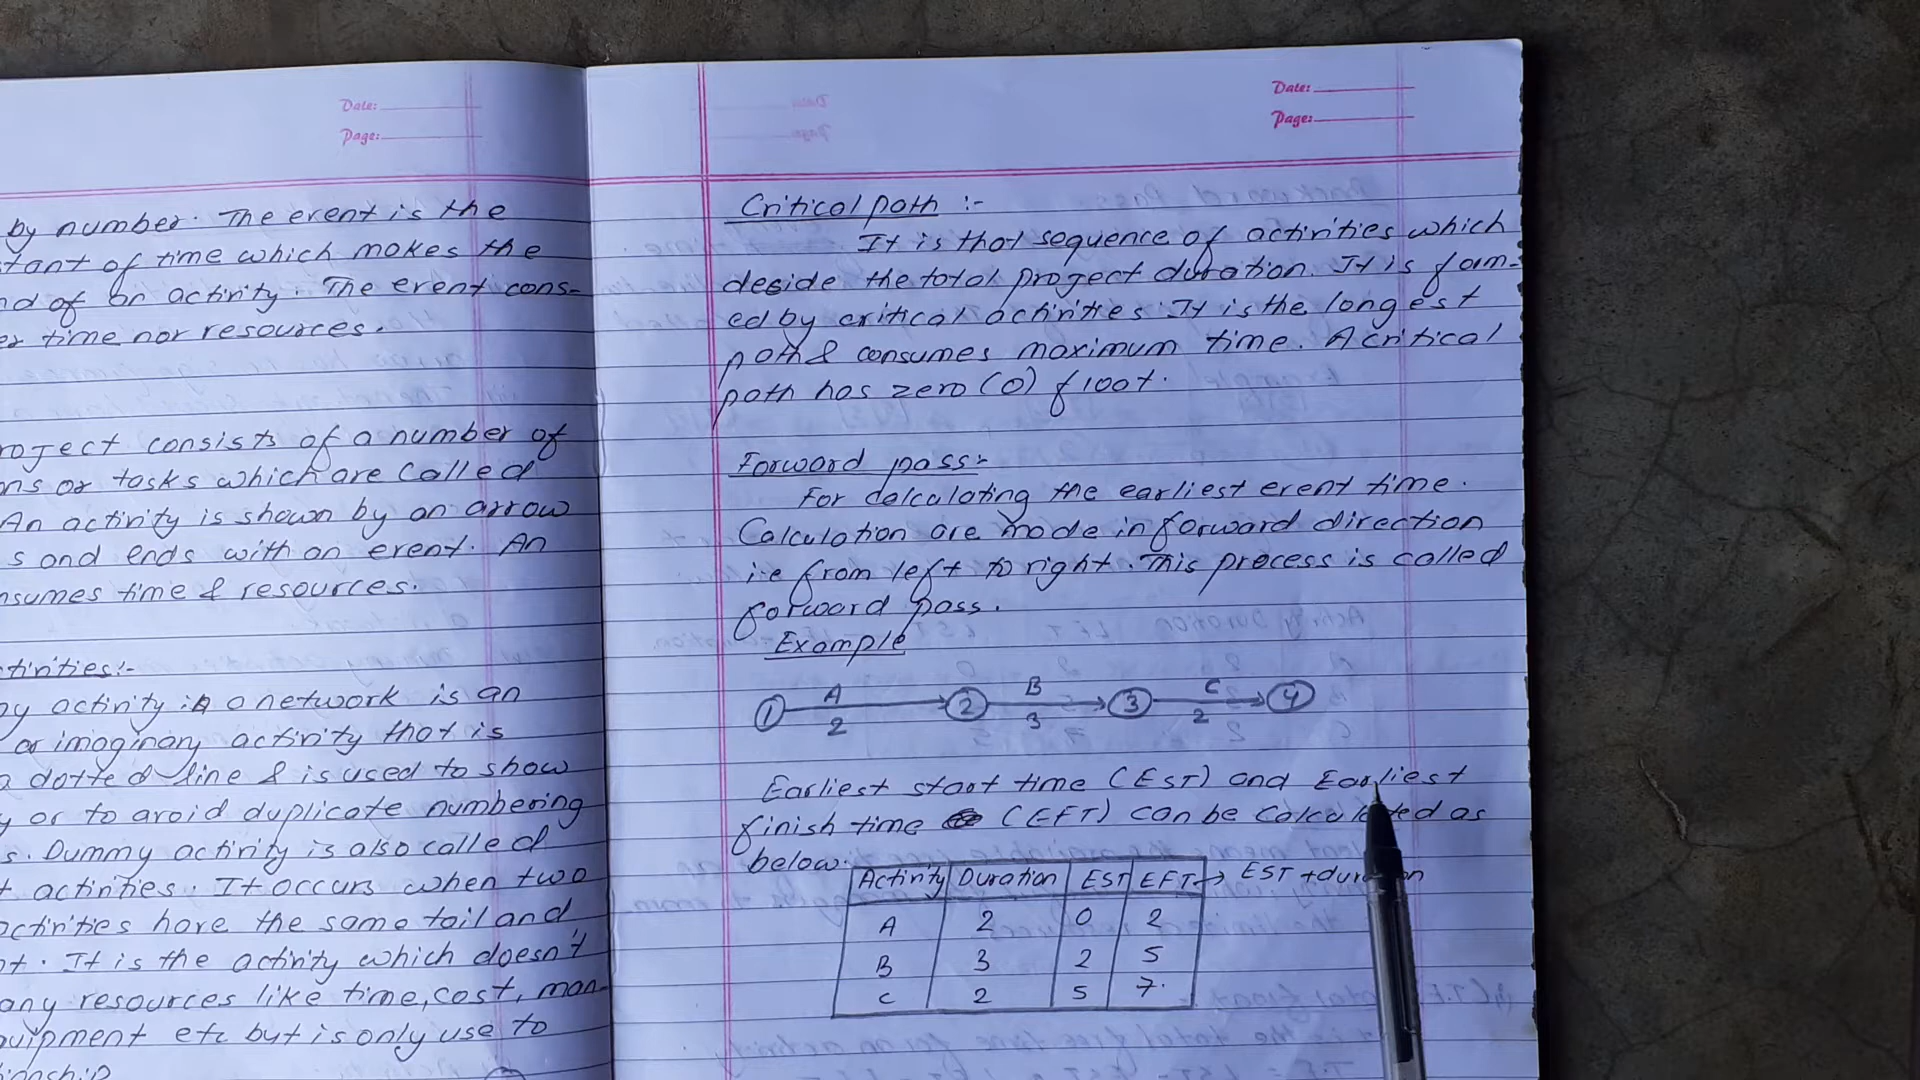 Date:
Page:
by number. The event is the
tant of time which makes the
nd of an activity. The event cons-
er time nor resources.
roject consists of a number of
ns or tasks which are called
An activity is shown by an arrow
s and ends with an event. An
nsumes time & resources.
tivities:-
my activity in a network is an
or imaginary activity that is
a dotted line & is used to show
y or to avoid duplicate numbering
s. Dummy activity is also called
t activities. It occurs when two
activities have the same tail and
ot. It is the activity which doesn't
any resources like time, cost, man-
quipment etc but is only use to
Date:
Page:
Critical path :-
It is that sequence of activities which
deside the total project duration. It is form-
ed by critical activities. It is the longest
path & consumes maximum time. A critical
path has zero (0) float.
Forward pass:-
For calculating the earliest event time.
Calculation are made in forward direction
i.e from left to right. This process is called
forward pass.
Example
1 A 2 2 B 3 3 C 2 4
Earliest start time (EST) and Earliest
finish time (EFT) can be calculated as
below.
Activity Duration EST EFT → EST + duration
A 2 0 2
B 3 2 5
C 2 5 7.